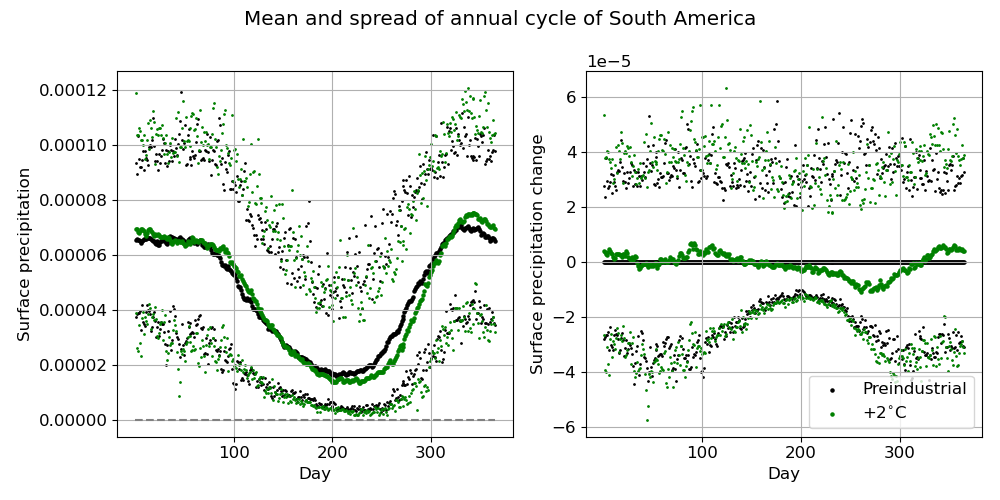 Mean and spread of annual cycle of South America
Surface precipitation
0.00012
0.00010
0.00008
0.00006
0.00004
0.00002
0.00000
100
200
300
Day
1e−5
Surface precipitation change
6
4
2
0
−2
−4
−6
100
200
300
Day
Preindustrial
+2°C